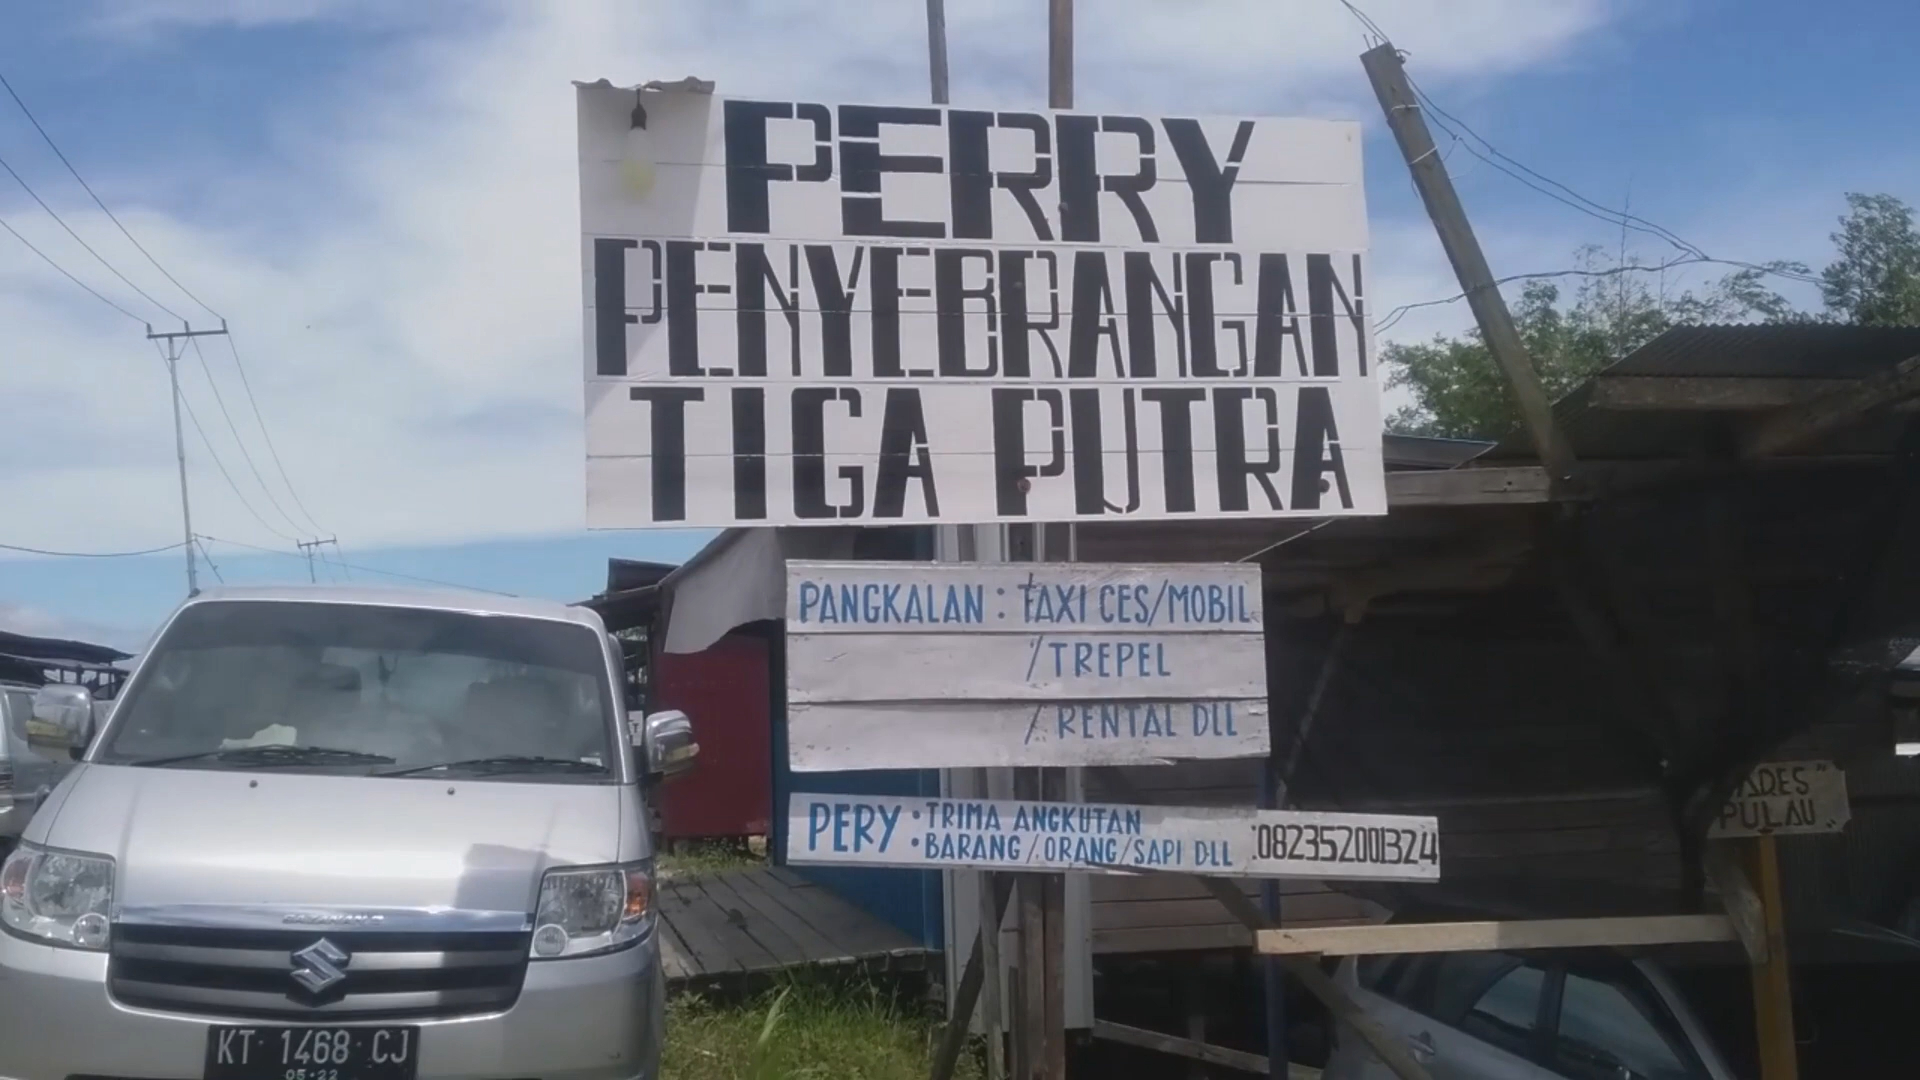 PERRY
PENYEBRANGAN
TIGA PUTRA
PANGKALAN : TAXI CES/MOBIL
/TREPEL
/ RENTAL DLL
PERY : TRIMA ANGKUTAN
BARANG/ORANG/SAPI DLL :082352001324
PULAU"
KT 1468 CJ
05·22